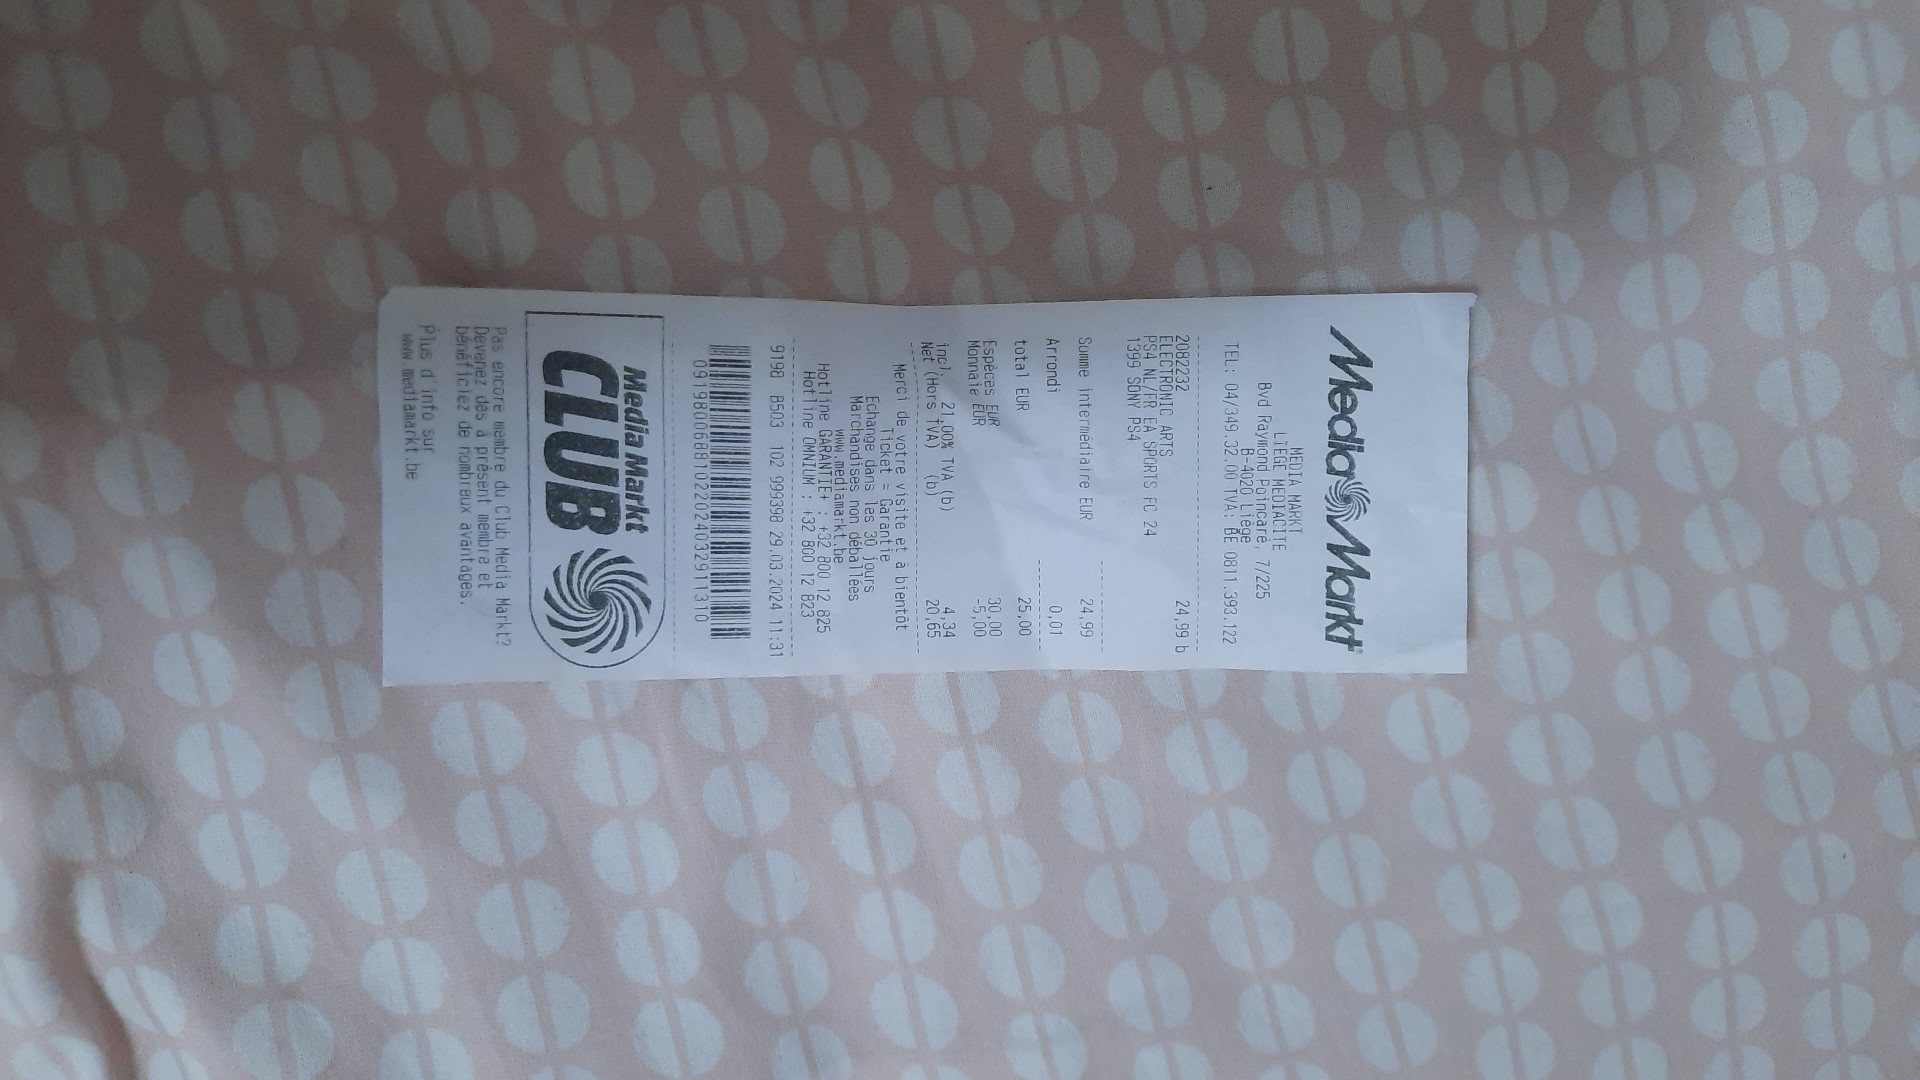 MediaMarkt
MEDIA MARKT
LIEGE MEDIACITE
Bvd Raymond Poincaré, 7/225
B-4020 Liège
TEL: 04/349.32.00 TVA: BE 0811.393.122
2082232 24,99 b
ELECTRONIC ARTS
PS4 NL/FR EA SPORTS FC 24
1399 SONY PS4
Somme intermédiaire EUR 24,99
Arrondi 0,01
total EUR 25,00
Espèces EUR 30,00
Monnaie EUR -5,00
incl. 21,00% TVA (b) 4,34
Net (Hors TVA) (b) 20,65
Merci de votre visite et à bientôt
Ticket = Garantie
Echange dans les 30 jours
Marchandises non déballées
www.mediamarkt.be
Hotline GARANTIE+ : +32 800 12 825
Hotline OMNIUM : +32 800 12 823
9198 8503 102 999398 29.03.2024 11:31
Media Markt
CLUB
Pas encore membre du Club Media Markt?
Devenez dès à présent membre et
bénéficiez de nombreux avantages.
Plus d'info sur
www.mediamarkt.be